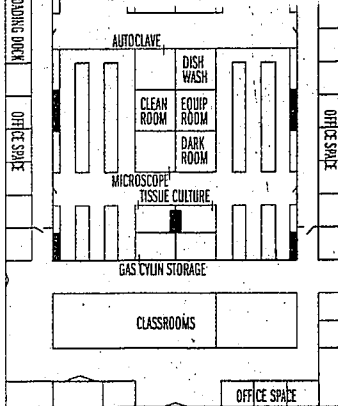 LOADING DOCK
AUTOCLAVE
DISH
WASH
CLEAN
ROOM
EQUIP
ROOM
OFFICE SPACE
OFFICE SPACE
DARK
ROOM
MICROSCOPE
TISSUE CULTURE
GAS CYLIN STORAGE
CLASSROOMS
OFFICE SPACE